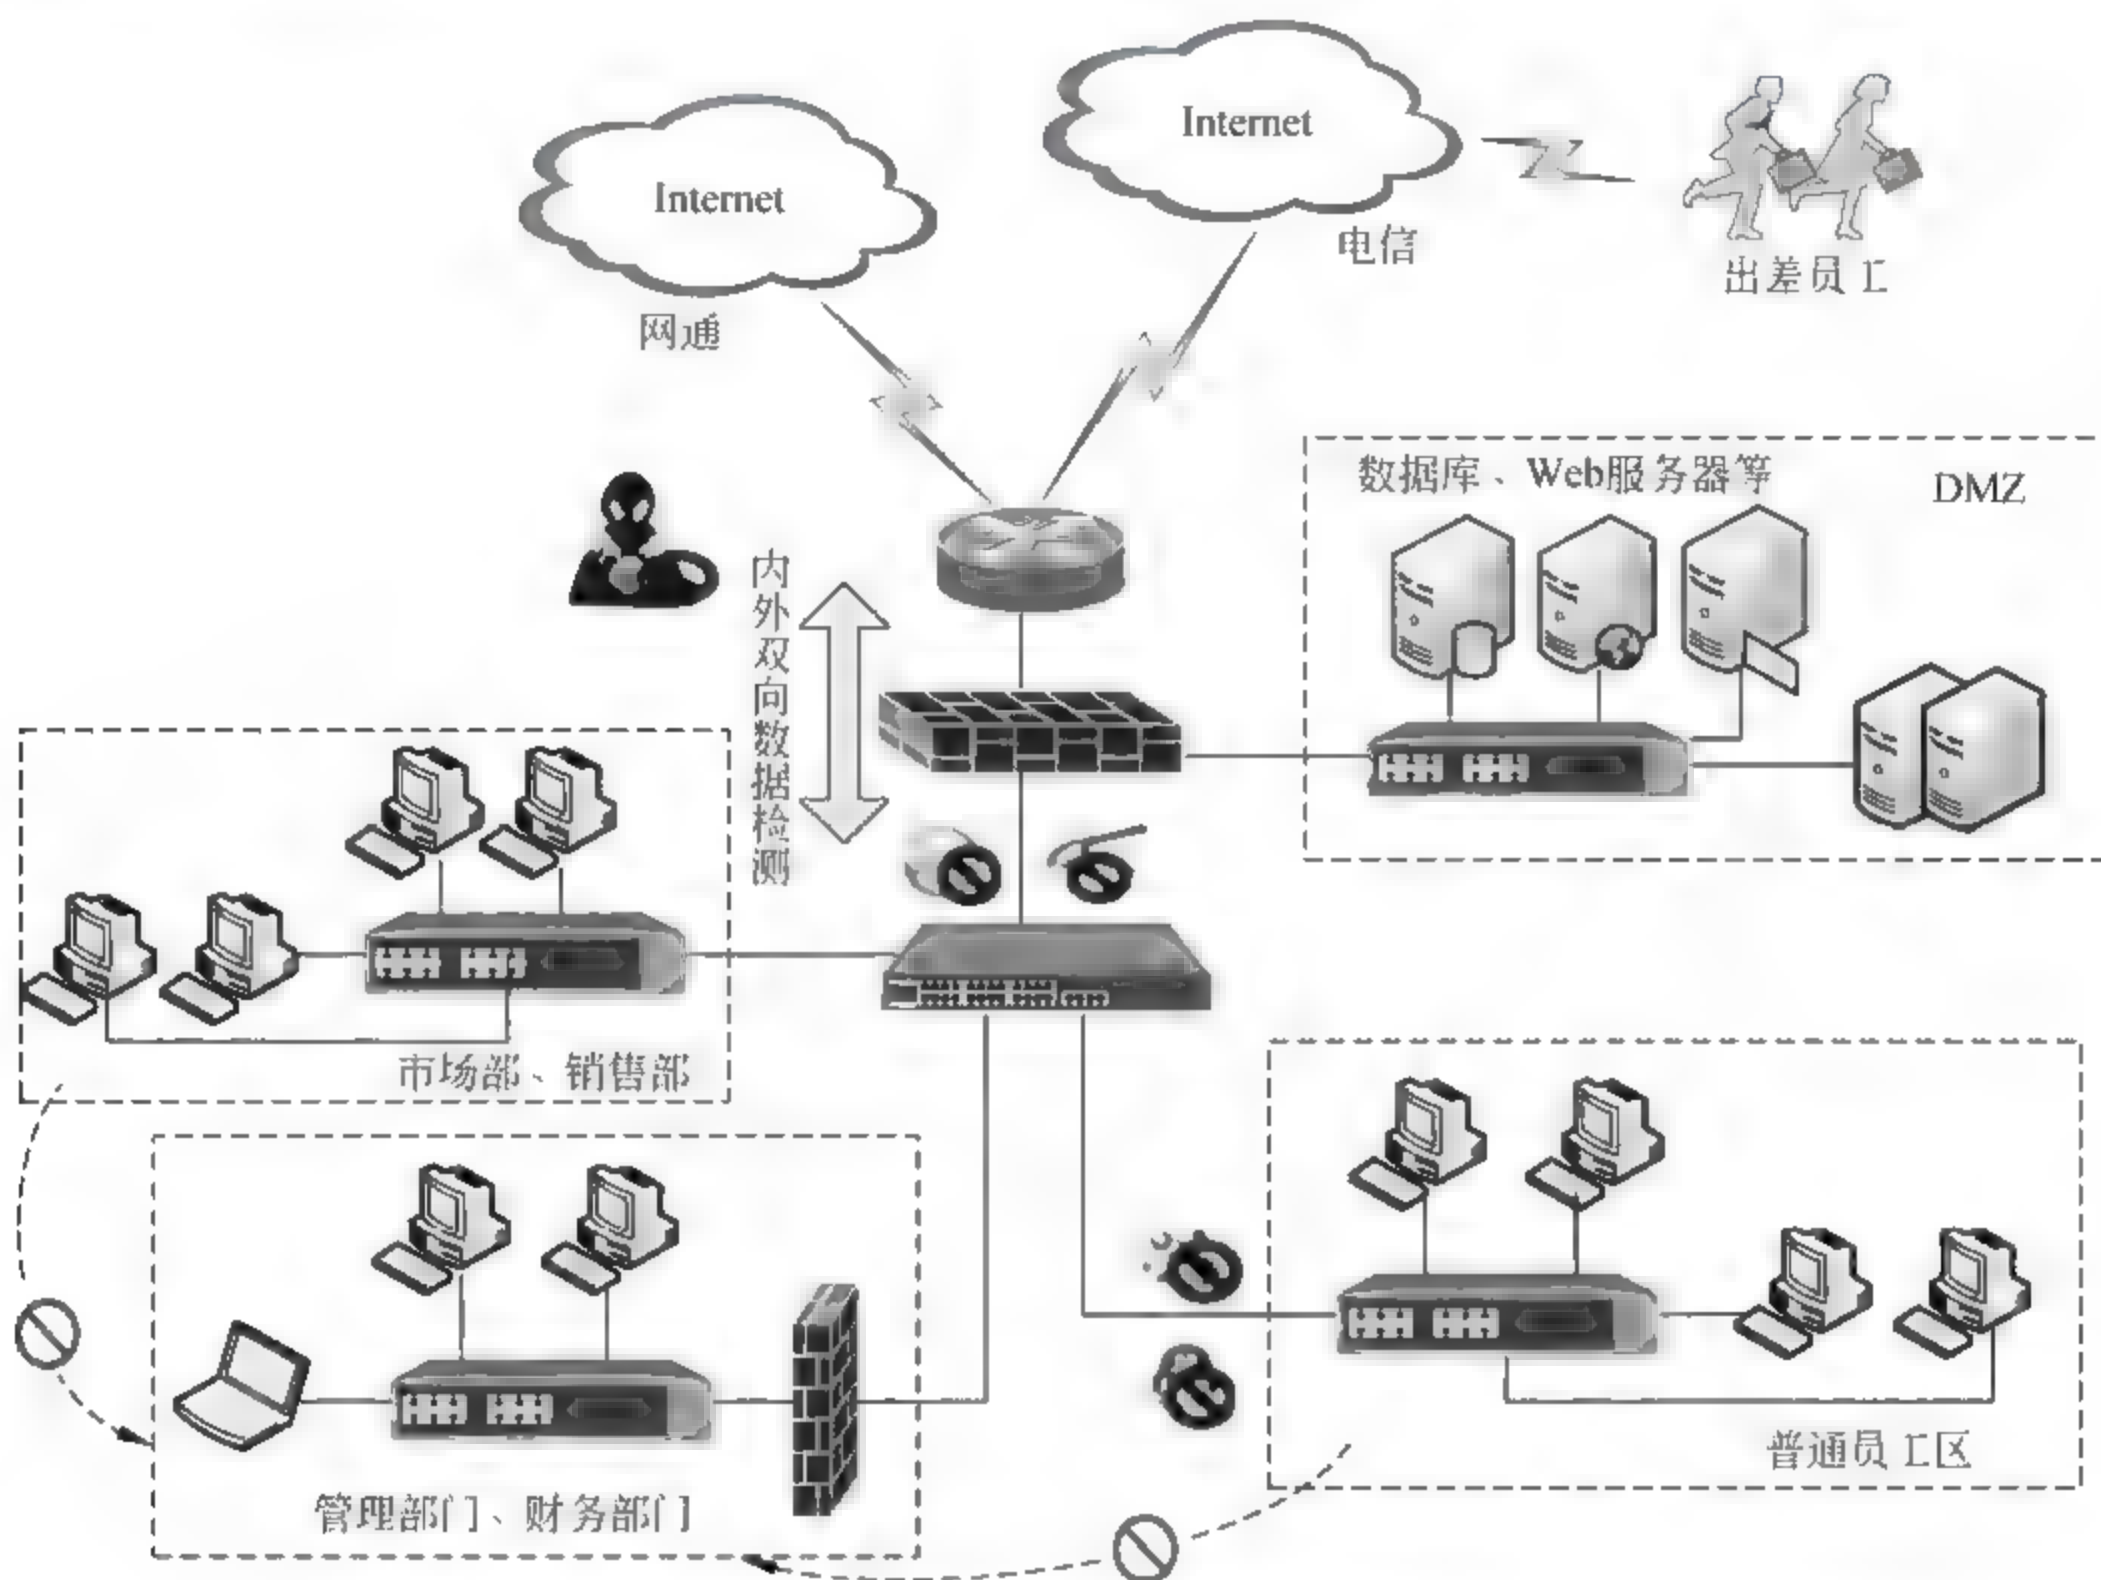 Internet
Internet
电信
出差员工
网通
数据库、Web服务器等
DMZ
内外双向数据检测
市场部、销售部
管理部门、财务部门
普通员工区